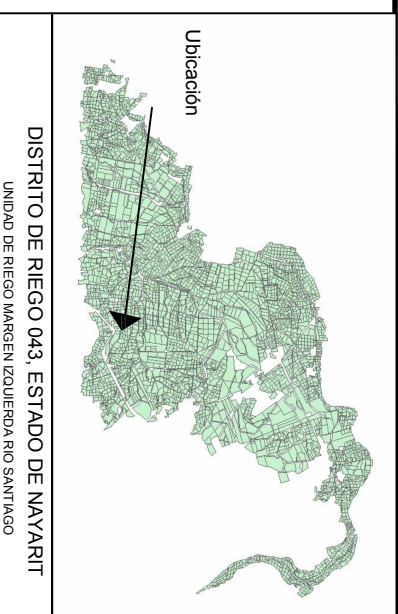 Ubicación
DISTRITO DE RIEGO 043, ESTADO DE NAYARIT
UNIDAD DE RIEGO MARGEN IZQUIERDA RIO SANTIAGO